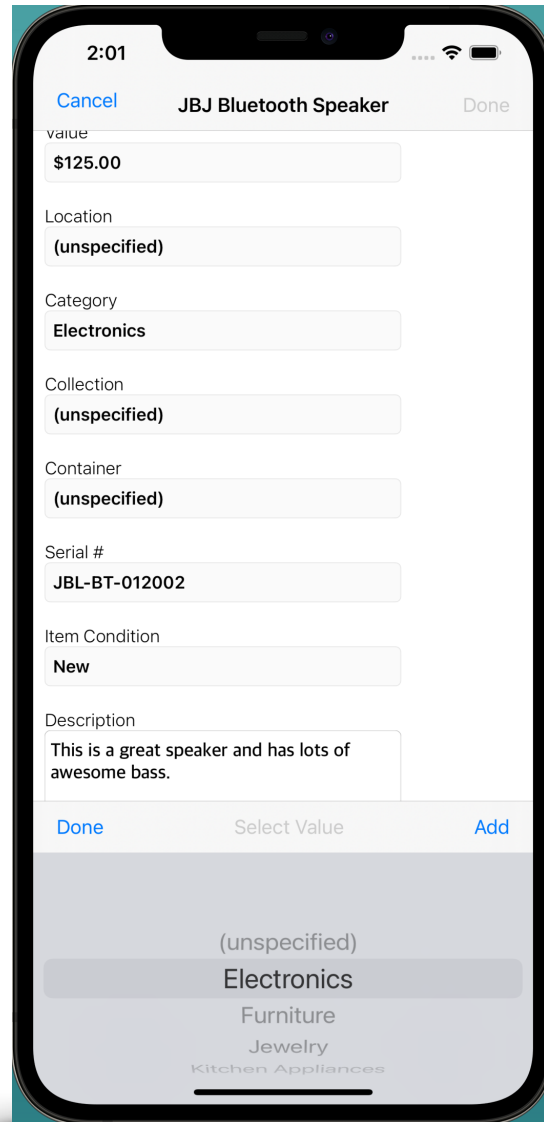 2:01
Cancel JBJ Bluetooth Speaker Done
Value
$125.00
Location
(unspecified)
Category
Electronics
Collection
(unspecified)
Container
(unspecified)
Serial #
JBL-BT-012002
Item Condition
New
Description
This is a great speaker and has lots of
awesome bass.
Done Select Value Add
(unspecified)
Electronics
Furniture
Jewelry
Kitchen Appliances